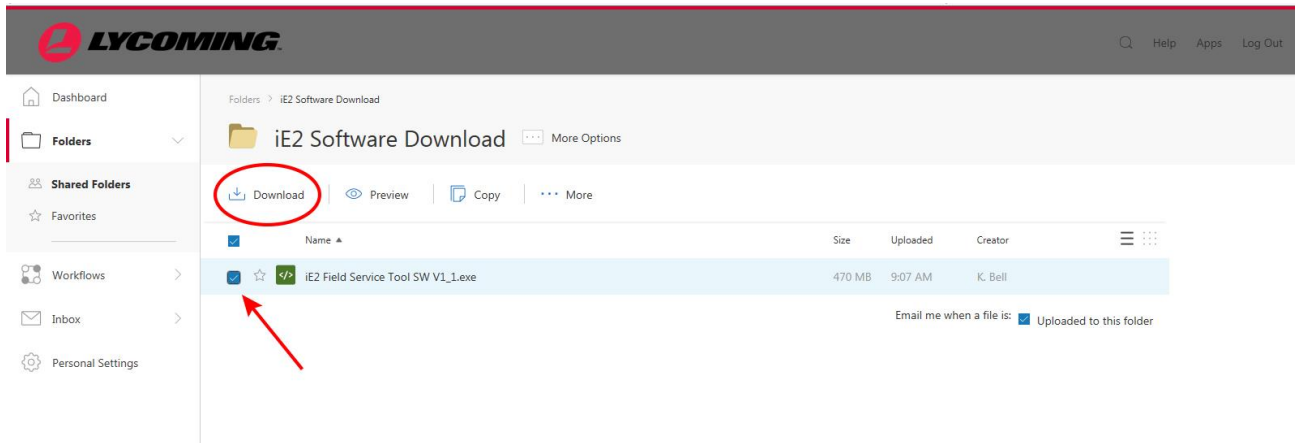 LYCOMING.
Help Apps Log Out
Dashboard
Folders > iE2 Software Download
Folders
iE2 Software Download ··· More Options
Shared Folders
Download Preview Copy ··· More
Favorites
Name ▲ Size Uploaded Creator
Workflows
</> iE2 Field Service Tool SW V1_1.exe 470 MB 9:07 AM K. Bell
Inbox
Email me when a file is: Uploaded to this folder
Personal Settings